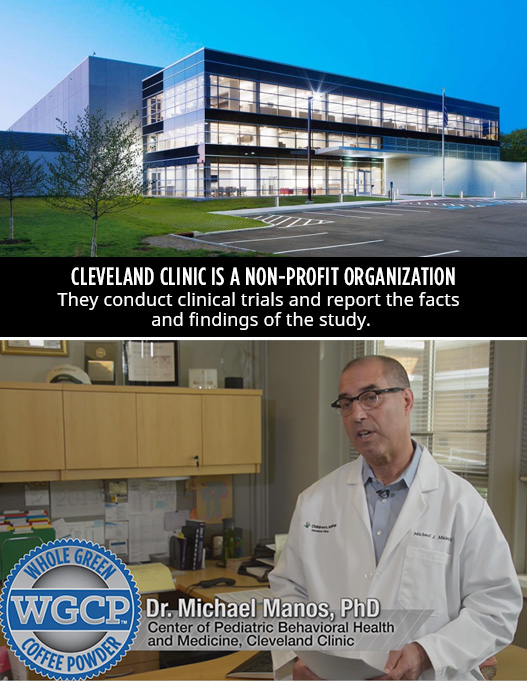 CLEVELAND CLINIC IS A NON-PROFIT ORGANIZATION
They conduct clinical trials and report the facts
and findings of the study.
WHOLE GREEN
WGCP™
COFFEE POWDER
Dr. Michael Manos, PhD
Center of Pediatric Behavioral Health
and Medicine, Cleveland Clinic